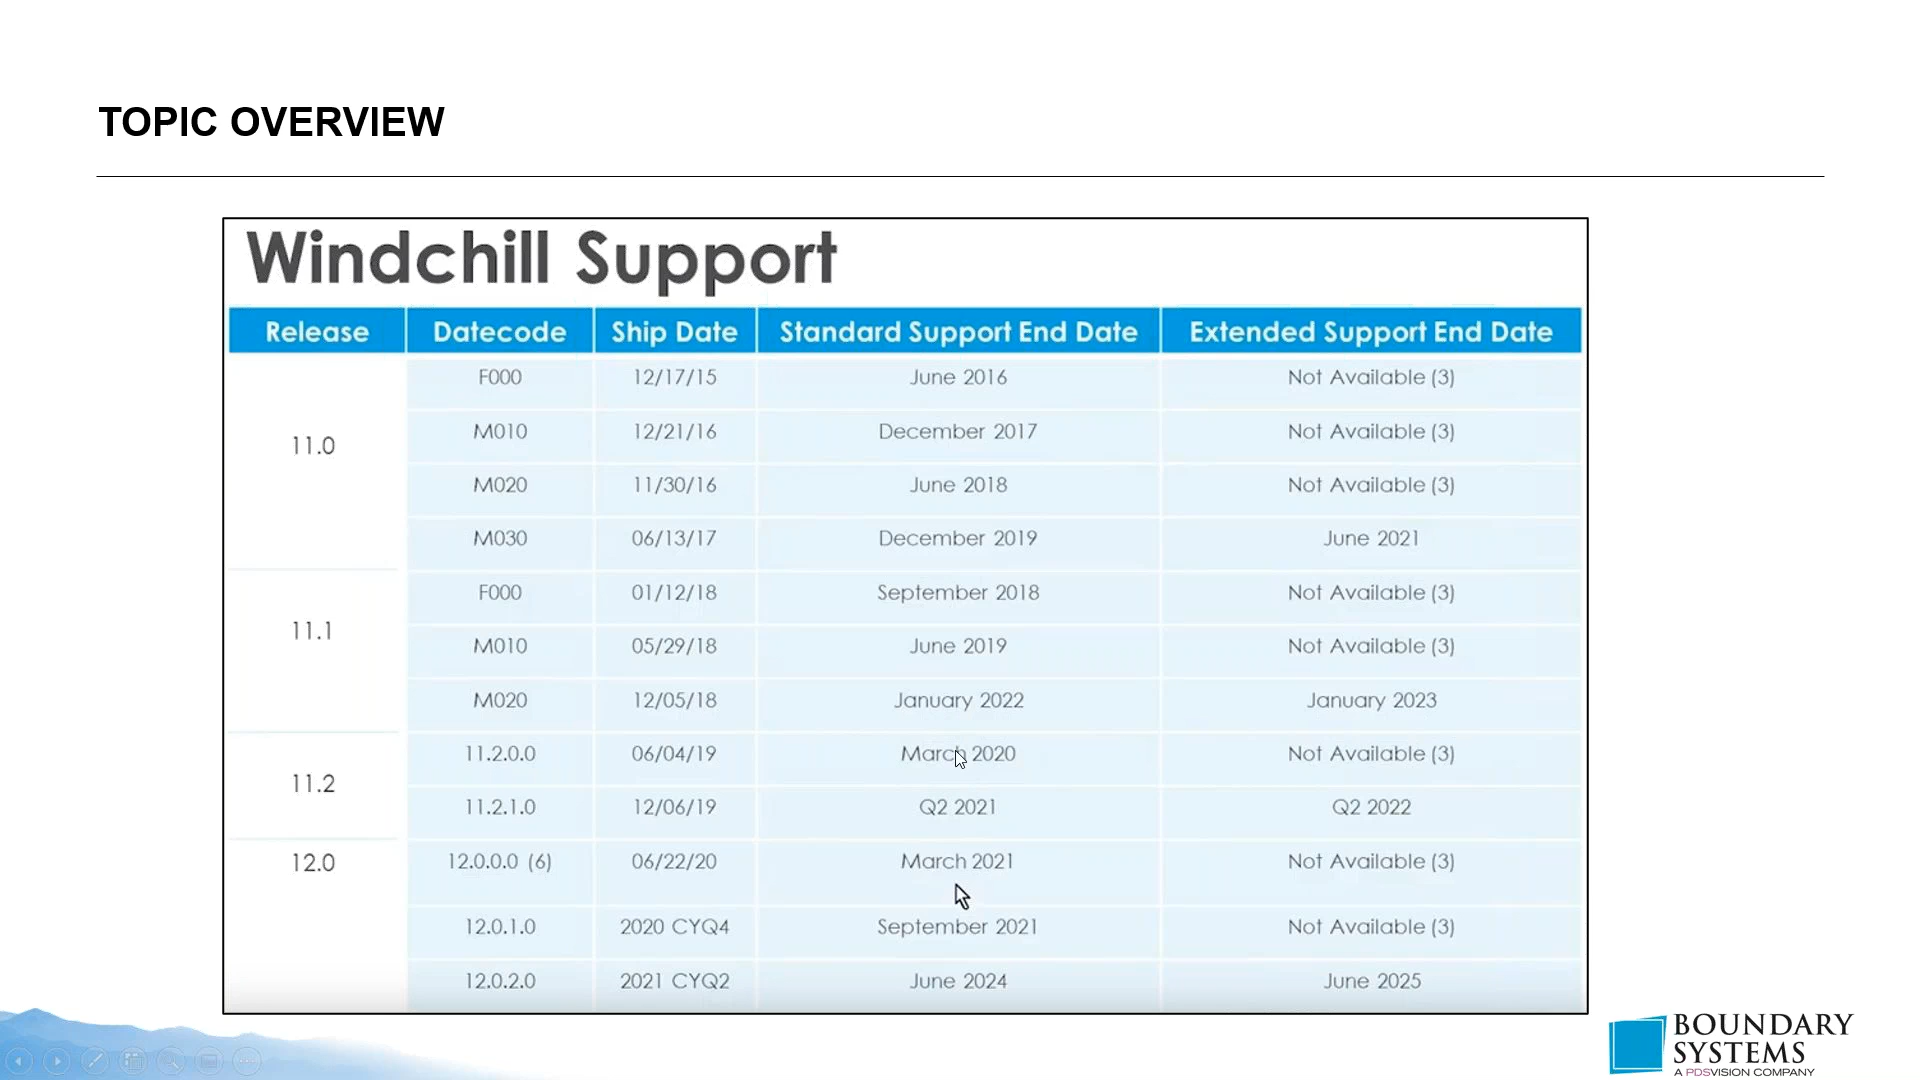 TOPIC OVERVIEW
Windchill Support
Release Datecode Ship Date Standard Support End Date Extended Support End Date
11.0
F000 12/17/15 June 2016 Not Available (3)
M010 12/21/16 December 2017 Not Available (3)
M020 11/30/16 June 2018 Not Available (3)
M030 06/13/17 December 2019 June 2021
11.1
F000 01/12/18 September 2018 Not Available (3)
M010 05/29/18 June 2019 Not Available (3)
M020 12/05/18 January 2022 January 2023
11.2
11.2.0.0 06/04/19 March 2020 Not Available (3)
11.2.1.0 12/06/19 Q2 2021 Q2 2022
12.0 12.0.0.0 (6) 06/22/20 March 2021 Not Available (3)
12.0.1.0 2020 CYQ4 September 2021 Not Available (3)
12.0.2.0 2021 CYQ2 June 2024 June 2025
BOUNDARY
SYSTEMS
A PDSVISION COMPANY